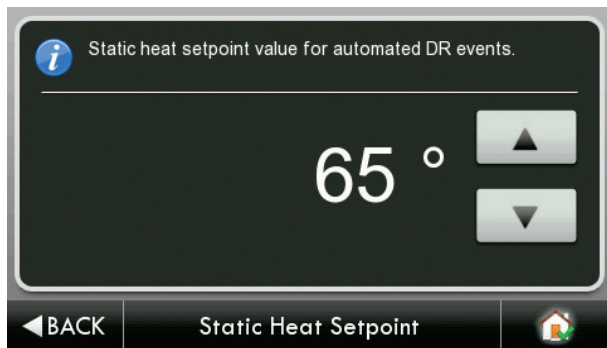 Static heat setpoint value for automated DR events.
65 °
BACK
Static Heat Setpoint